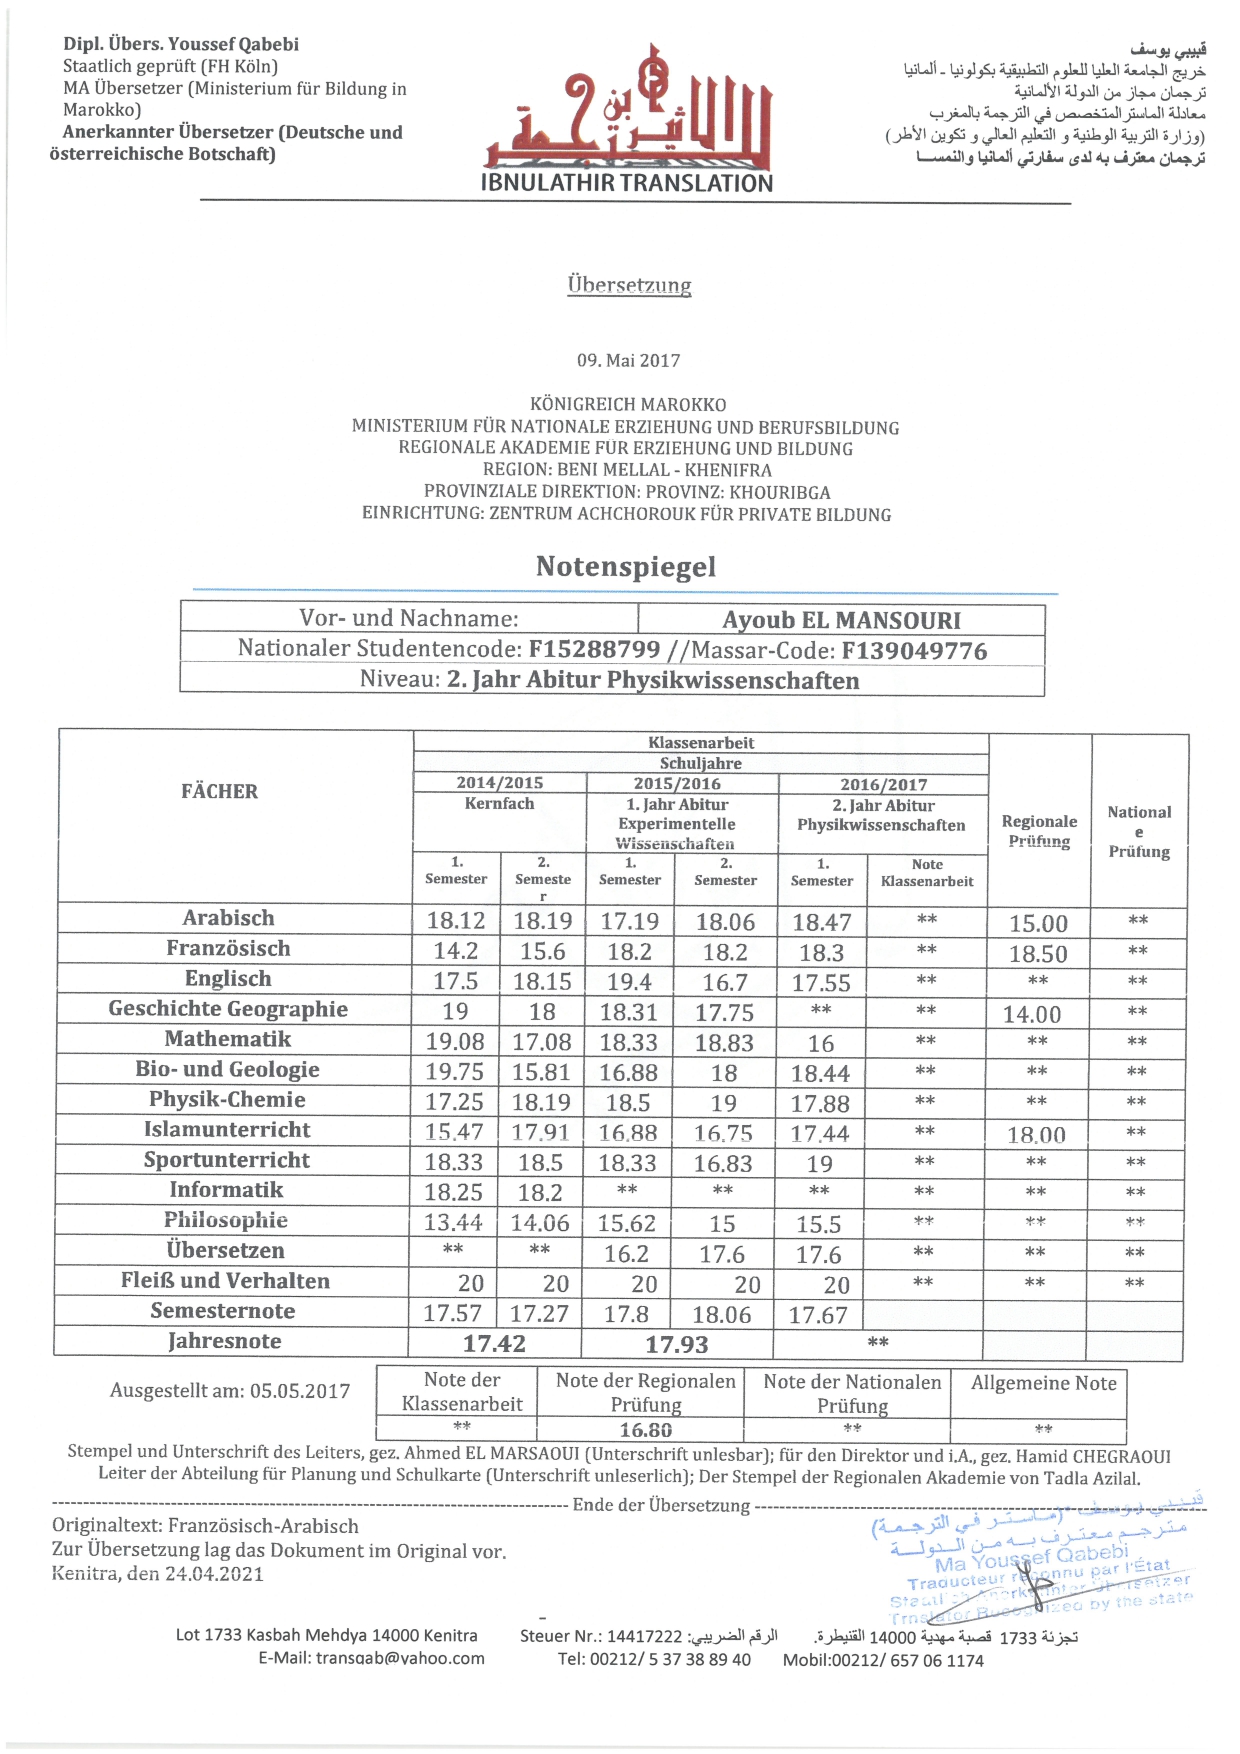 Dipl. Übers. Youssef Qabebi
Staatlich geprüft (FH Köln)
MA Übersetzer (Ministerium für Bildung in
Marokko)
Anerkannter Übersetzer (Deutsche und
österreichische Botschaft)
IBNULATHIR TRANSLATION
قبيبي يوسف
خريج الجامعة العليا للعلوم التطبيقية بكولونيا - ألمانيا
ترجمان مجاز من الدولة الألمانية
معادلة الماستر المتخصص في الترجمة بالمغرب
(وزارة التربية الوطنية و التعليم العالي و تكوين الأطر)
ترجمان معترف به لدى سفارتي ألمانيا والنمسا
Übersetzung
09. Mai 2017
KÖNIGREICH MAROKKO
MINISTERIUM FÜR NATIONALE ERZIEHUNG UND BERUFSBILDUNG
REGIONALE AKADEMIE FÜR ERZIEHUNG UND BILDUNG
REGION: BENI MELLAL - KHENIFRA
PROVINZIALE DIREKTION: PROVINZ: KHOURIBGA
EINRICHTUNG: ZENTRUM ACHCHOROUK FÜR PRIVATE BILDUNG
Notenspiegel
Vor- und Nachname: Ayoub EL MANSOURI
Nationaler Studentencode: F15288799 //Massar-Code: F139049776
Niveau: 2. Jahr Abitur Physikwissenschaften
FÄCHER
Klassenarbeit
Schuljahre
2014/2015 2015/2016 2016/2017
Kernfach
1. Jahr Abitur
Experimentelle
Wissenschaften
2. Jahr Abitur
Physikwissenschaften
1.
Semester
2.
Semeste
r
1.
Semester
2.
Semester
1.
Semester
Note
Klassenarbeit
Regionale
Prüfung
National
e
Prüfung
Arabisch 18.12 18.19 17.19 18.06 18.47 ** 15.00 **
Französisch 14.2 15.6 18.2 18.2 18.3 ** 18.50 **
Englisch 17.5 18.15 19.4 16.7 17.55 ** ** **
Geschichte Geographie 19 18 18.31 17.75 ** ** 14.00 **
Mathematik 19.08 17.08 18.33 18.83 16 ** ** **
Bio- und Geologie 19.75 15.81 16.88 18 18.44 ** ** **
Physik-Chemie 17.25 18.19 18.5 19 17.88 ** ** **
Islamunterricht 15.47 17.91 16.88 16.75 17.44 ** 18.00 **
Sportunterricht 18.33 18.5 18.33 16.83 19 ** ** **
Informatik 18.25 18.2 ** ** ** ** ** **
Philosophie 13.44 14.06 15.62 15 15.5 ** ** **
Übersetzen ** ** 16.2 17.6 17.6 ** ** **
Fleiß und Verhalten 20 20 20 20 20 ** ** **
Semesternote 17.57 17.27 17.8 18.06 17.67
Jahresnote 17.42 17.93 **
Ausgestellt am: 05.05.2017
Note der
Klassenarbeit
Note der Regionalen
Prüfung
Note der Nationalen
Prüfung
Allgemeine Note
** 16.80 ** **
Stempel und Unterschrift des Leiters, gez. Ahmed EL MARSAOUI (Unterschrift unlesbar); für den Direktor und i.A., gez. Hamid CHEGRAOUI
Leiter der Abteilung für Planung und Schulkarte (Unterschrift unleserlich); Der Stempel der Regionalen Akademie von Tadla Azilal.
Ende der Übersetzung
Originaltext: Französisch-Arabisch
Zur Übersetzung lag das Dokument im Original vor.
Kenitra, den 24.04.2021
قبيبي يوسف (ماستر في الترجمة)
مترجم معترف به من الدولة
Ma Youssef Qabebi
Traducteur reconnu par l'État
by the state
Lot 1733 Kasbah Mehdya 14000 Kenitra Steuer Nr.: 14417222 الرقم الضريبي: تجزئة 1733 قصبة مهدية 14000 القنيطرة.
E-Mail: transqab@yahoo.com Tel: 00212/ 5 37 38 89 40 Mobil:00212/ 657 06 1174